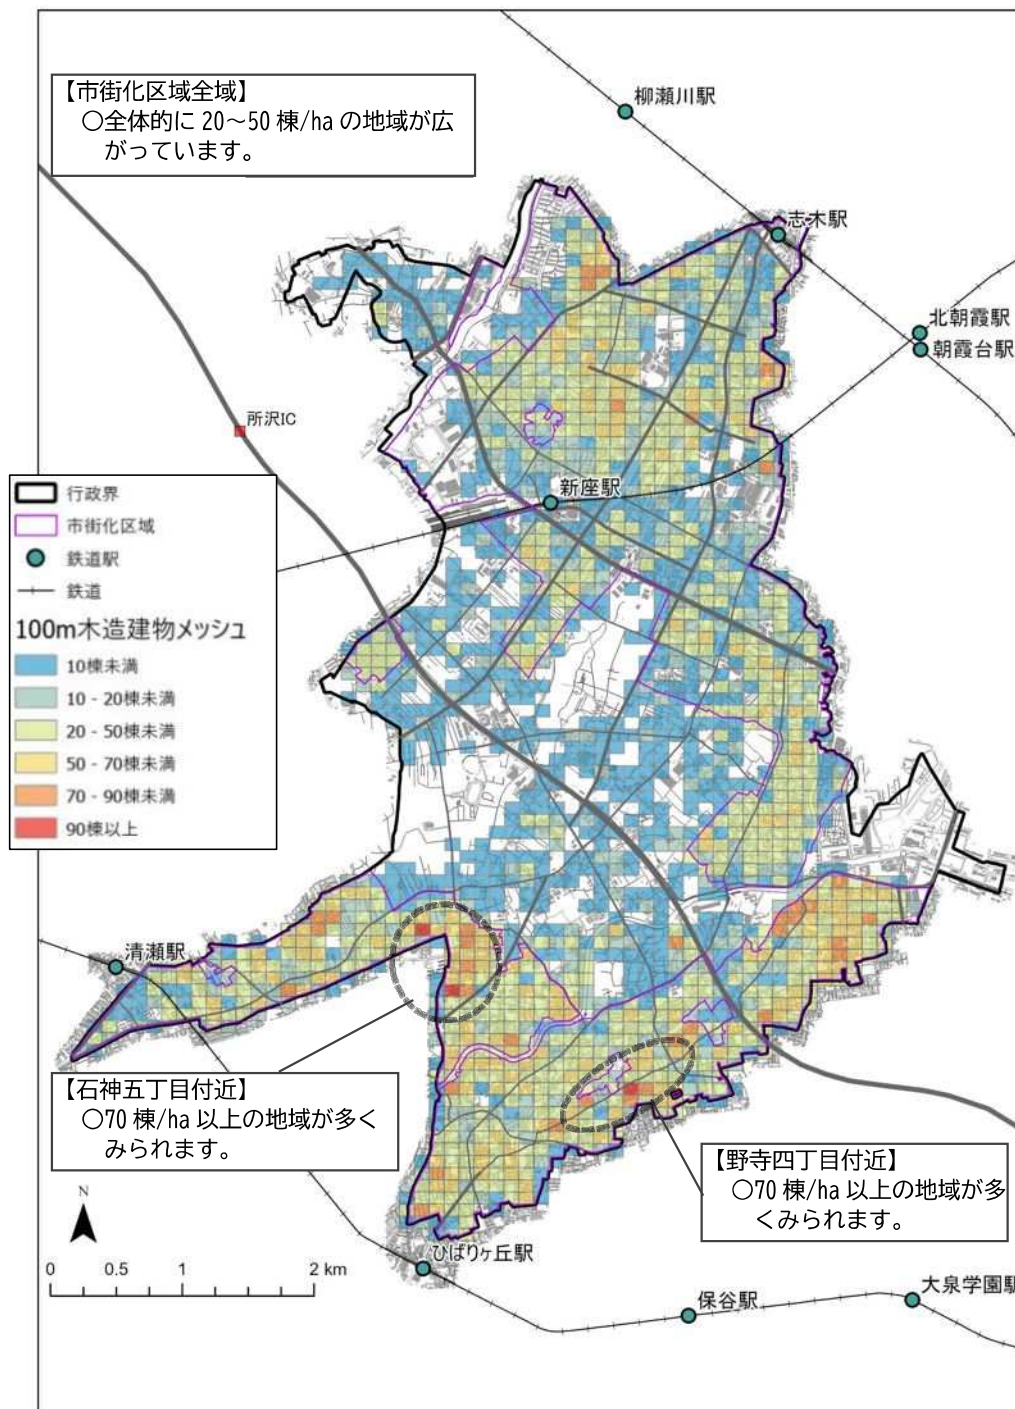 【市街化区域全域】
○全体的に 20～50 棟/ha の地域が広
がっています。
柳瀬川駅
志木駅
北朝霞駅
朝霞台駅
所沢IC
新座駅
行政界
市街化区域
鉄道駅
鉄道
100m木造建物メッシュ
10棟未満
10 - 20棟未満
20 - 50棟未満
50 - 70棟未満
70 - 90棟未満
90棟以上
清瀬駅
【石神五丁目付近】
○70 棟/ha 以上の地域が多く
みられます。
【野寺四丁目付近】
○70 棟/ha 以上の地域が多
くみられます。
N
0 0.5 1 2 km
ひばりヶ丘駅
保谷駅
大泉学園駅